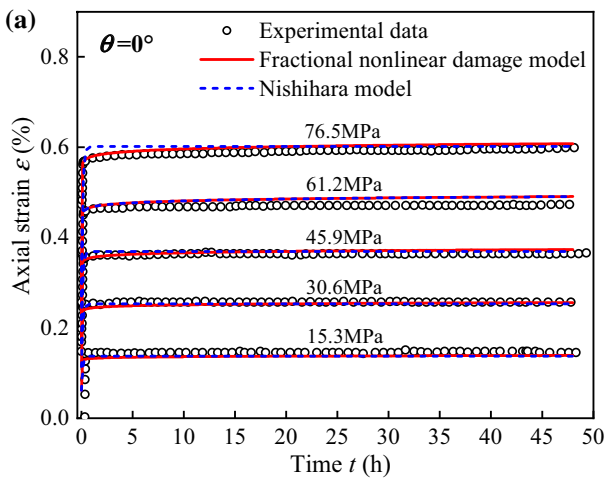 (a)
θ=0°
Experimental data
Fractional nonlinear damage model
Nishihara model
0.8
0.6
0.4
0.2
0.0
Axial strain ε (%)
76.5MPa
61.2MPa
45.9MPa
30.6MPa
15.3MPa
0 5 10 15 20 25 30 35 40 45 50
Time t (h)